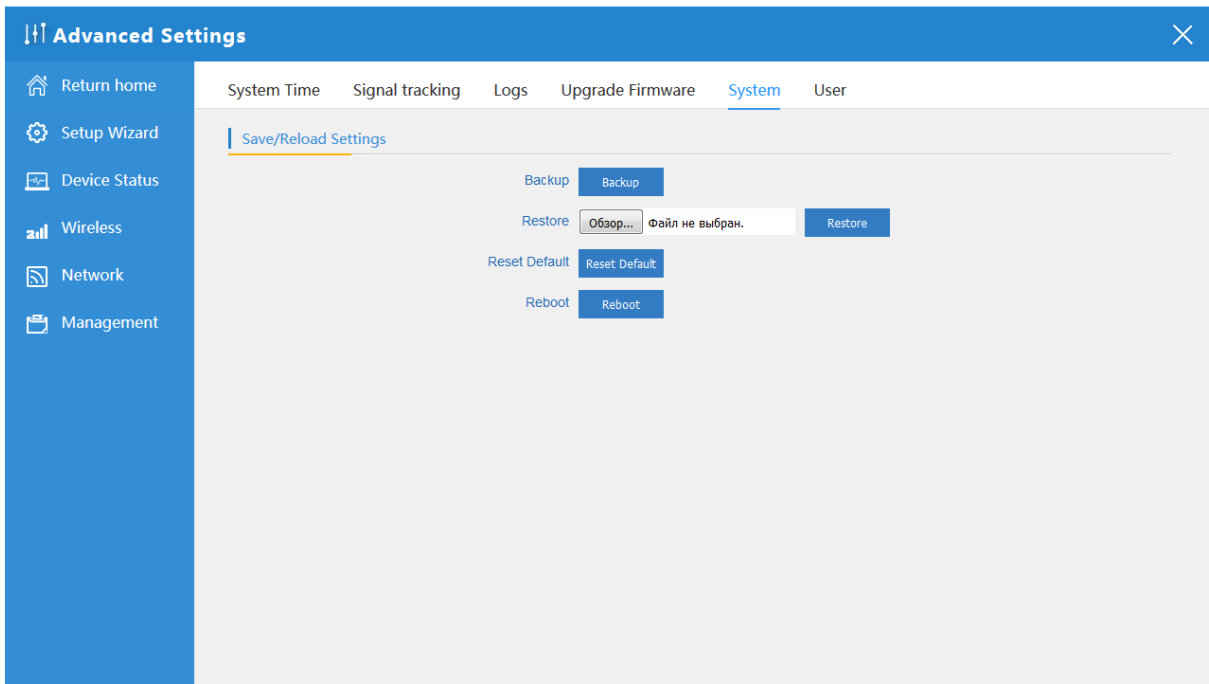 Advanced Settings
Return home
Setup Wizard
Device Status
Wireless
Network
Management
System Time Signal tracking Logs Upgrade Firmware System User
Save/Reload Settings
Backup Backup
Restore Обзор... Файл не выбран. Restore
Reset Default Reset Default
Reboot Reboot